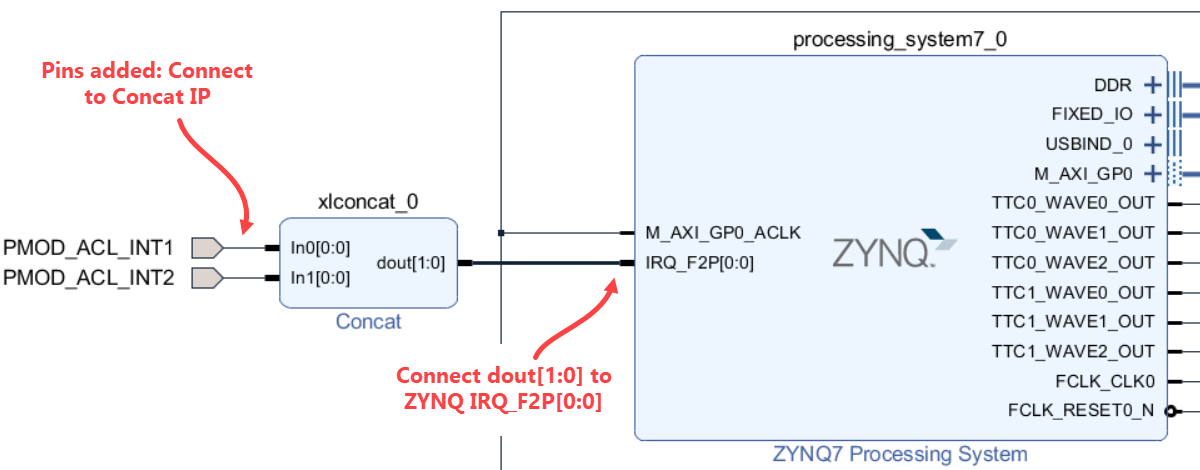 processing_system7_0
Pins added: Connect
to Concat IP
DDR
FIXED_IO
USBIND_0
M_AXI_GP0
xlconcat_0
TTC0_WAVE0_OUT
PMOD_ACL_INT1
In0[0:0]
M_AXI_GP0_ACLK
TTC0_WAVE1_OUT
dout[1:0]
IRQ_F2P[0:0]
ZYNQ
TTC0_WAVE2_OUT
PMOD_ACL_INT2
In1[0:0]
TTC1_WAVE0_OUT
Concat
TTC1_WAVE1_OUT
TTC1_WAVE2_OUT
Connect dout[1:0] to
ZYNQ IRQ_F2P[0:0]
FCLK_CLK0
FCLK_RESET0_N
ZYNQ7 Processing System